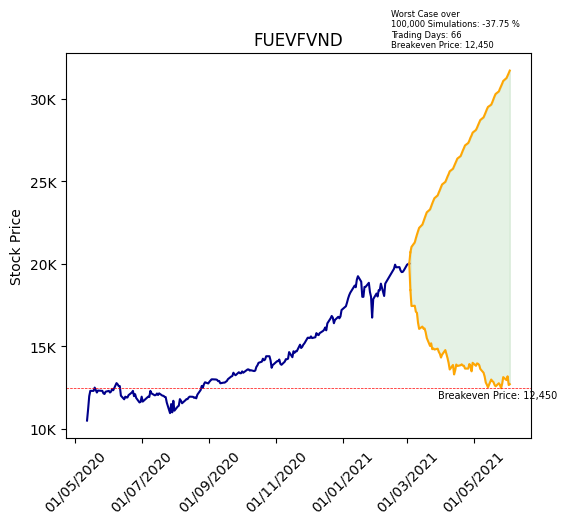 Worst Case over
100,000 Simulations: -37.75 %
Trading Days: 66
Breakeven Price: 12,450
FUEVFVND
Stock Price
30K
25K
20K
15K
10K
Breakeven Price: 12,450
01/05/2020
01/07/2020
01/09/2020
01/11/2020
01/01/2021
01/03/2021
01/05/2021